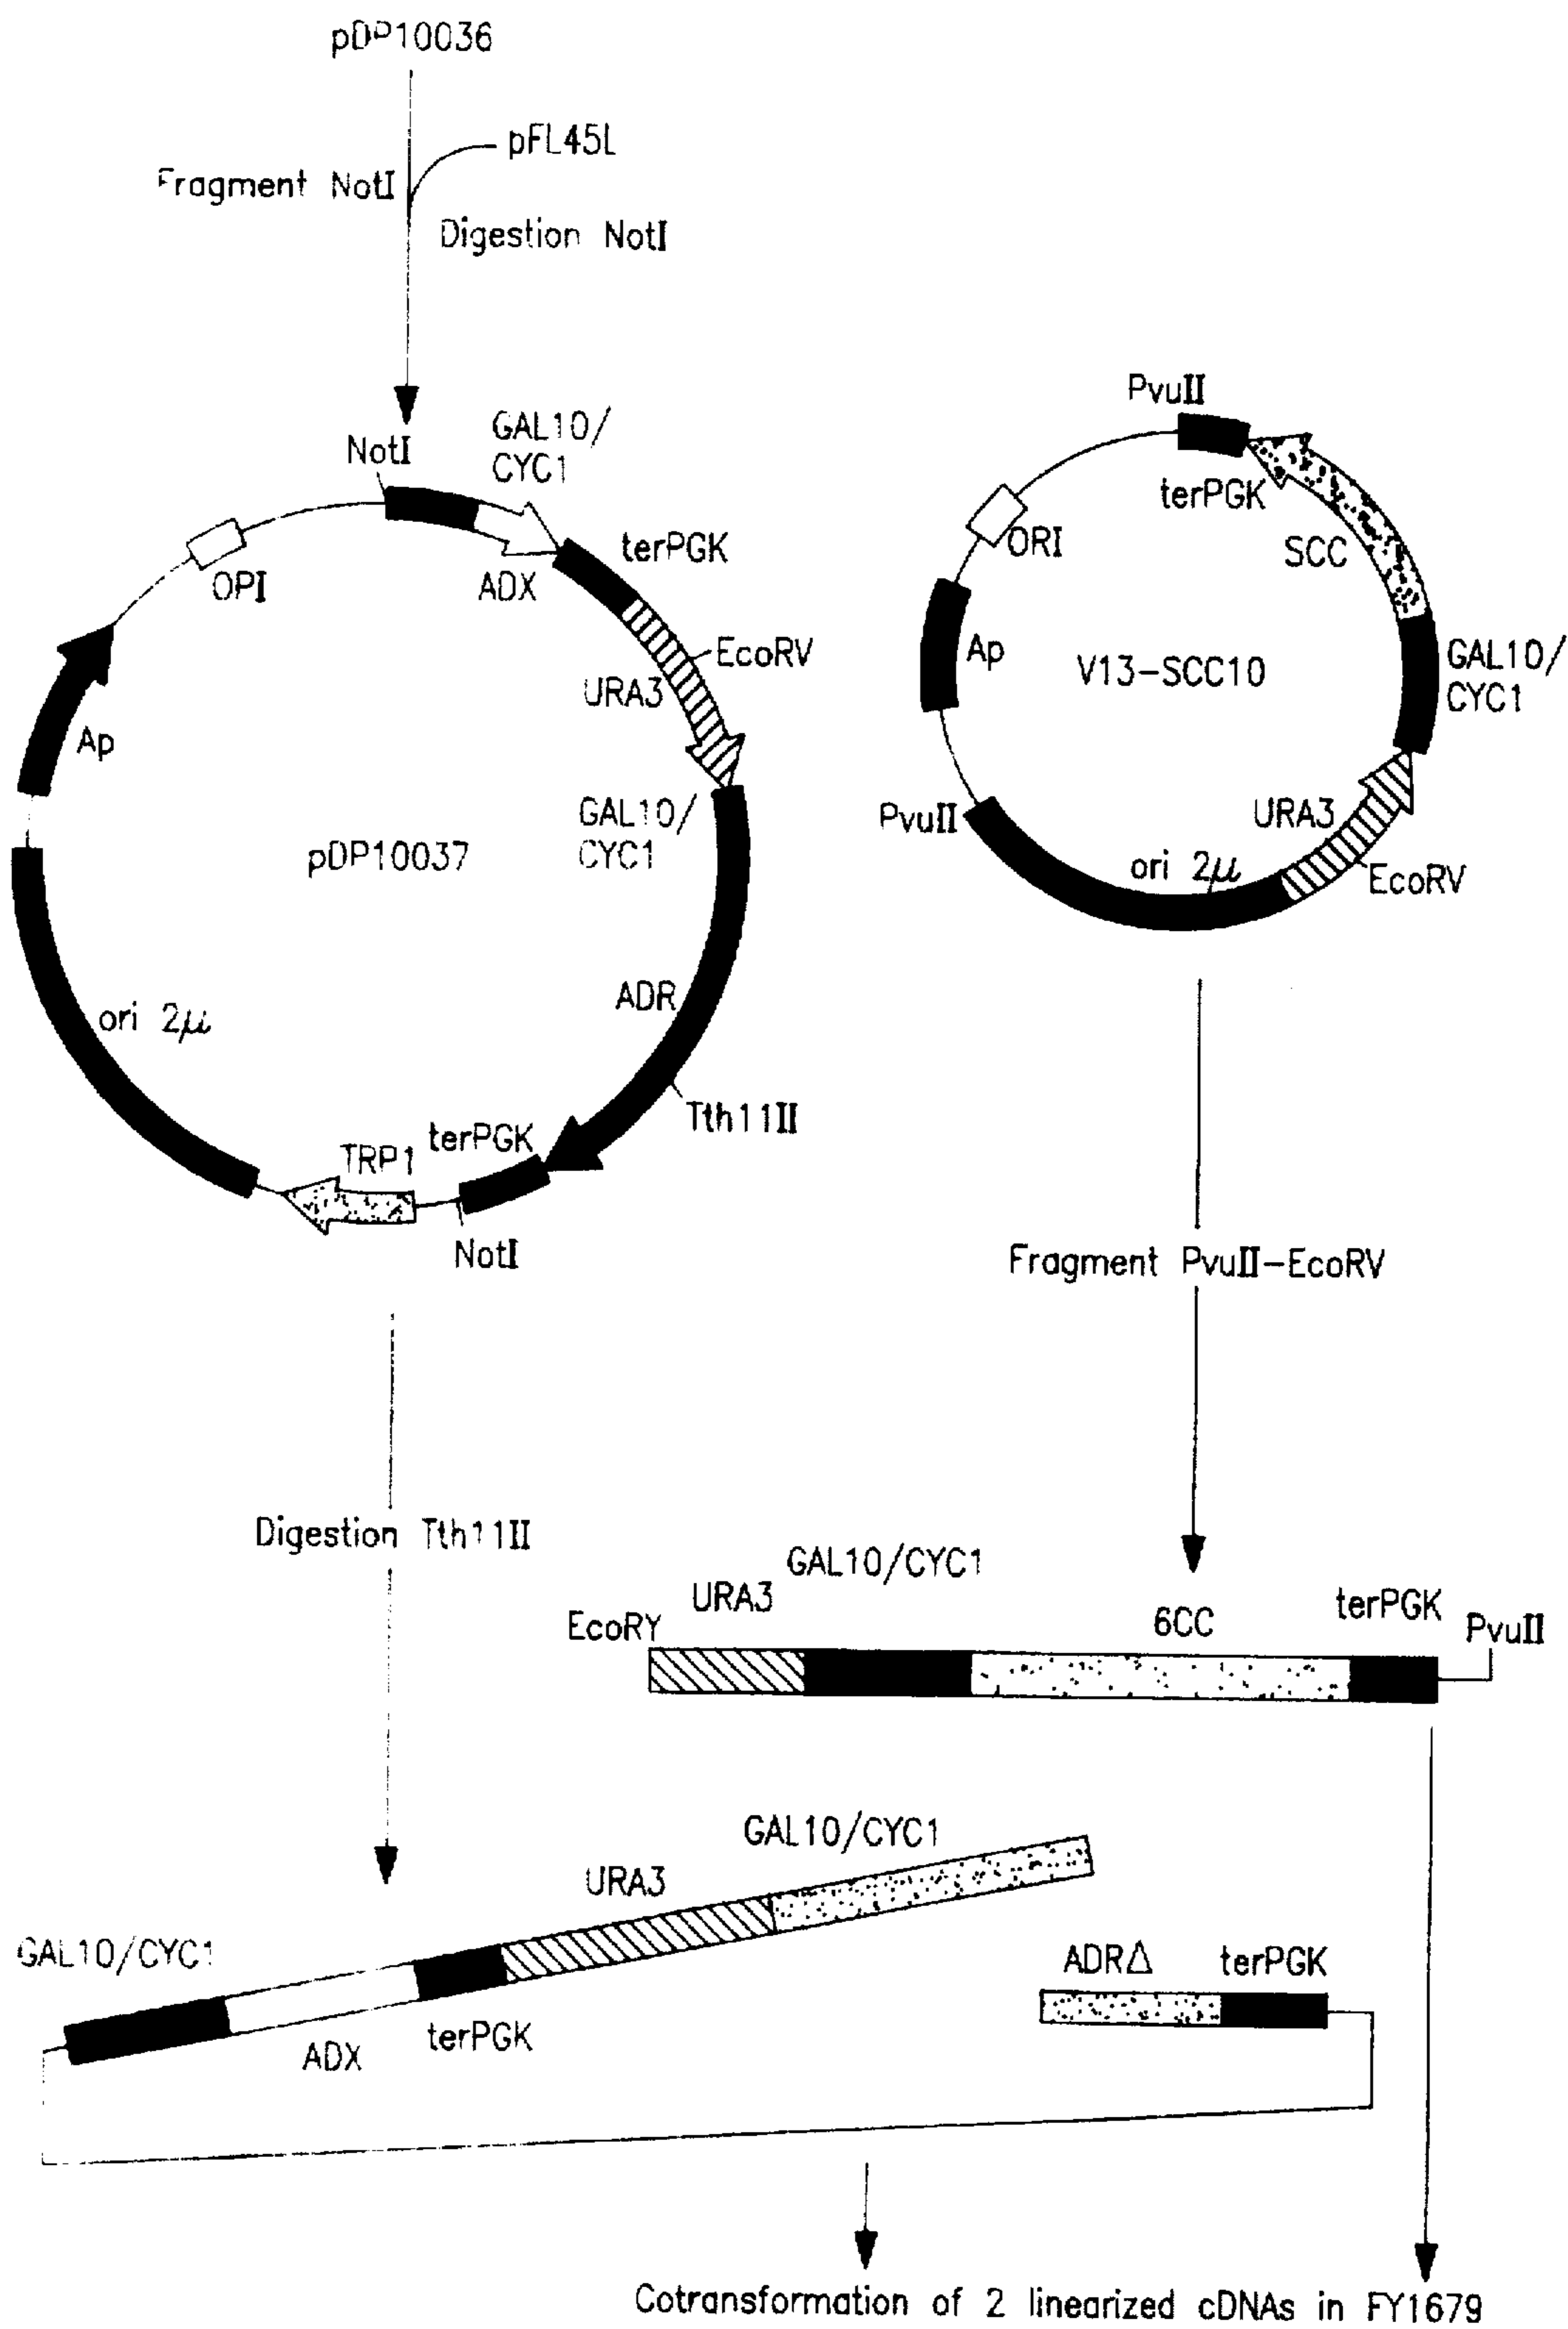 pDP10036
pFL45L
Fragment NotI
Digestion NotI
NotI
GAL10/
CYC1
terPGK
ADX
OPI
EcoRV
URA3
Ap
GAL10/
CYC1
pDP10037
ADR
ori 2µ
Tth11II
terPGK
TRP1
NotI
PvuII
terPGK
ORI
SCC
Ap
V13-SCC10
GAL10/
CYC1
PvuII
URA3
ori 2µ
EcoRV
Fragment PvuII-EcoRV
Digestion Tth11II
GAL10/CYC1
URA3
EcoRY
6CC
terPGK
PvuII
GAL10/CYC1
URA3
GAL10/CYC1
ADX
terPGK
ADRΔ
terPGK
Cotransformation of 2 linearized cDNAs in FY1679